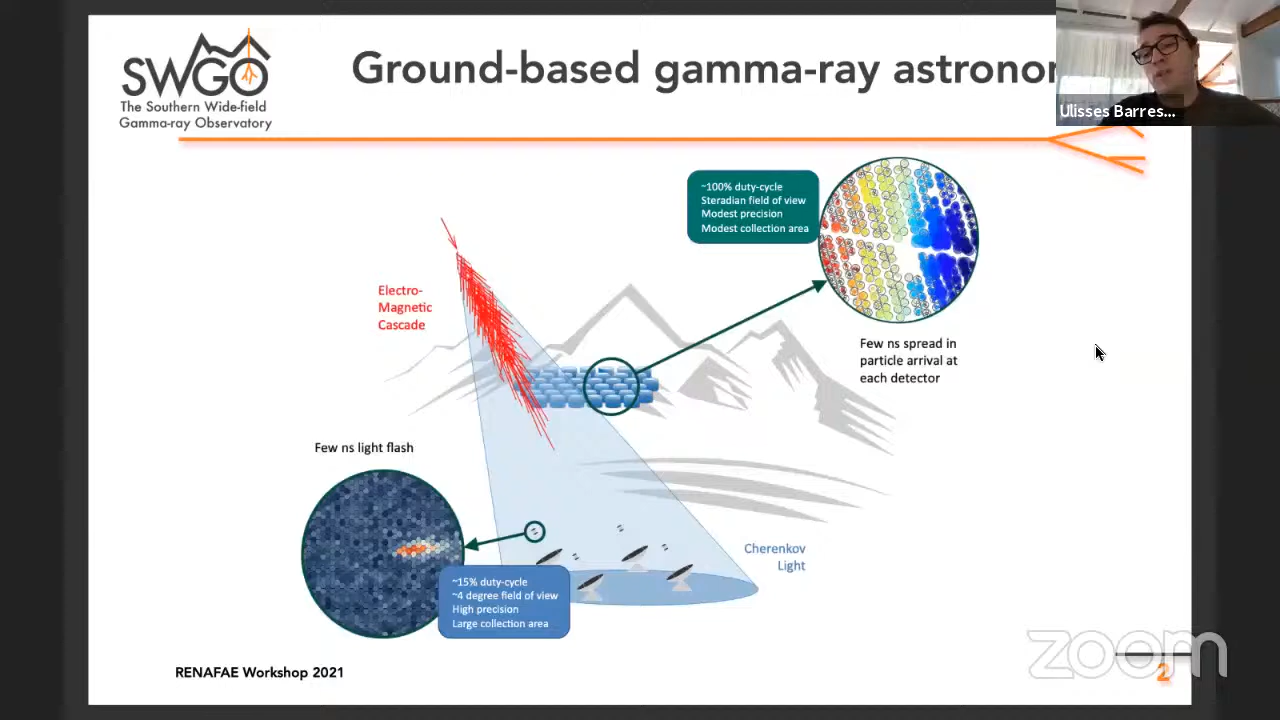 SWGO
The Southern Wide-field
Gamma-ray Observatory
Ground-based gamma-ray astronom
Ulisses Barres...
~100% duty-cycle
Steradian field of view
Modest precision
Modest collection area
Electro-
Magnetic
Cascade
Few ns spread in
particle arrival at
each detector
Few ns light flash
Cherenkov
Light
~15% duty-cycle
~4 degree field of view
High precision
Large collection area
RENAFAE Workshop 2021
zoom
2